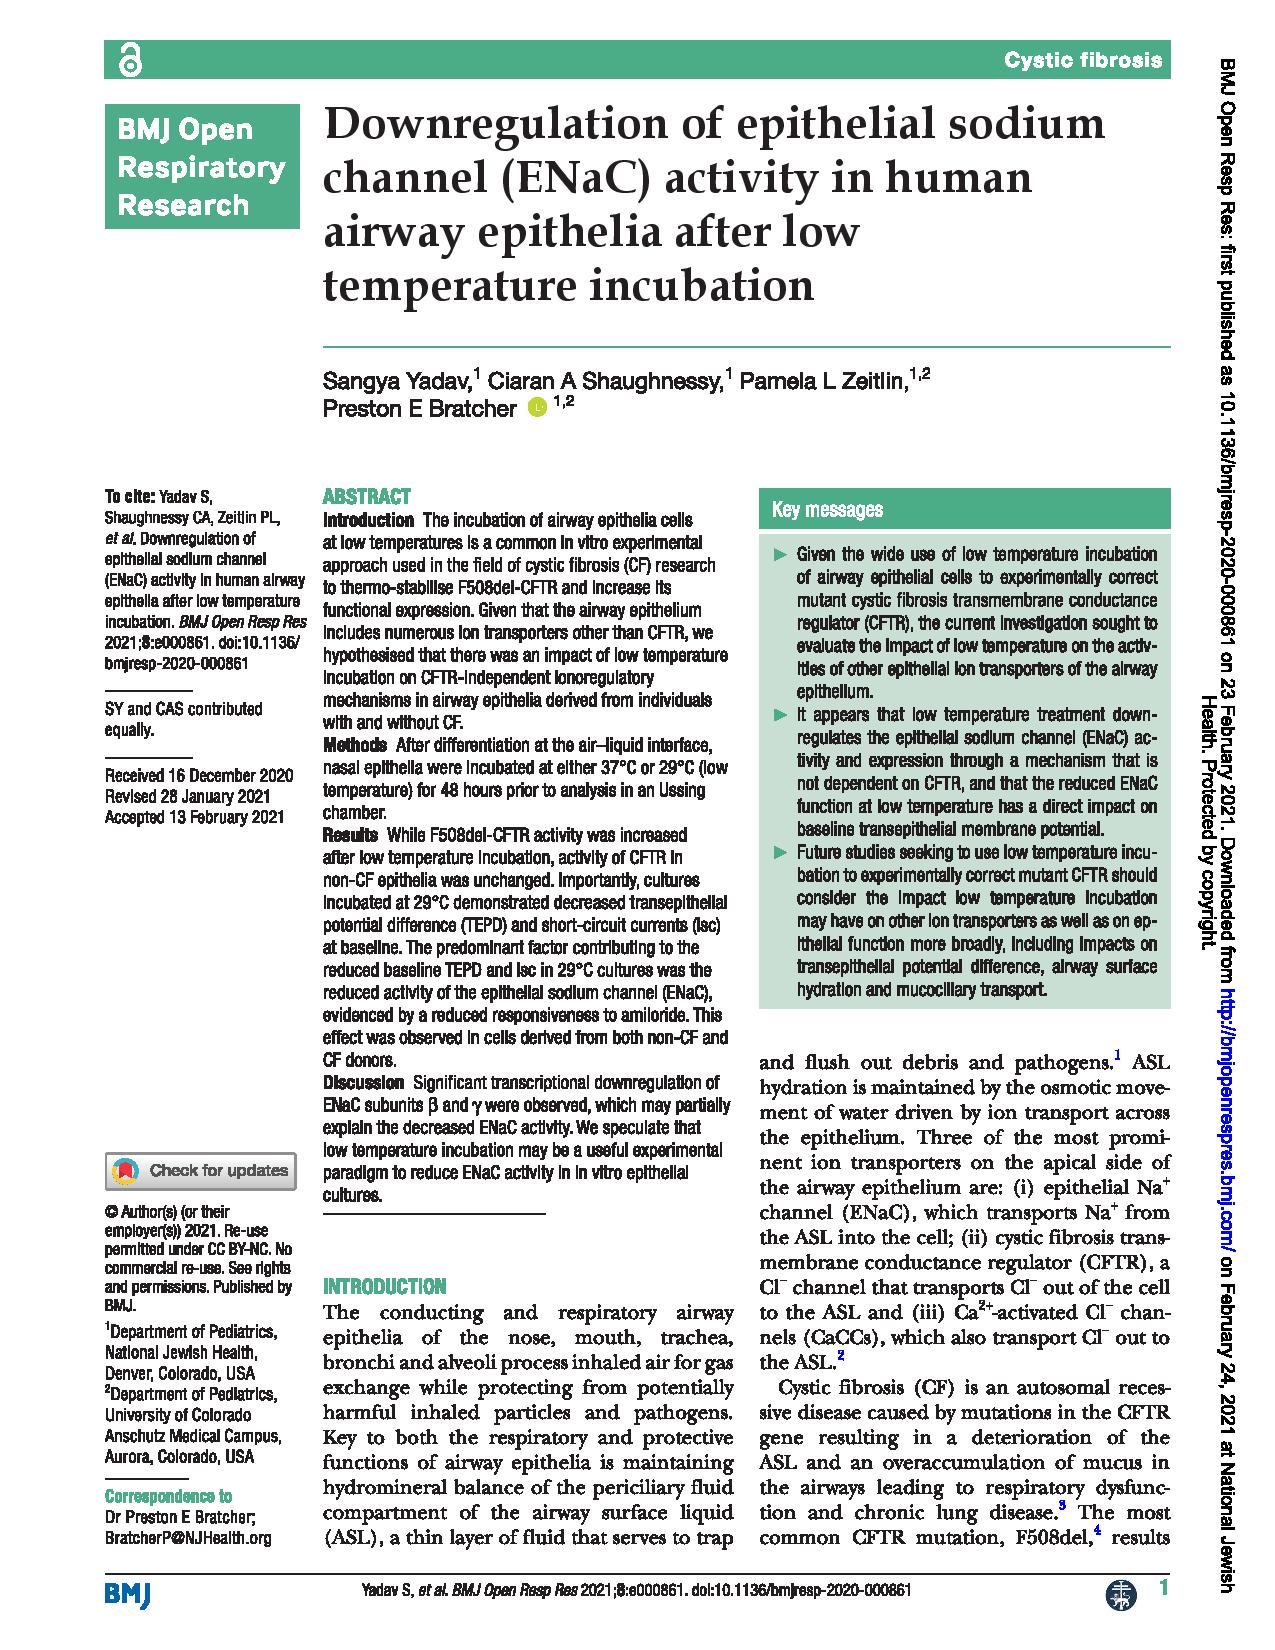 Cystic fibrosis
BMJ Open
Respiratory
Research
Downregulation of epithelial sodium
channel (ENaC) activity in human
airway epithelia after low
temperature incubation
Sangya Yadav,1 Ciaran A Shaughnessy,1 Pamela L Zeitlin,1,2
Preston E Bratcher 1,2
To cite: Yadav S,
Shaughnessy CA, Zeitlin PL,
et al. Downregulation of
epithelial sodium channel
(ENaC) activity in human airway
epithelia after low temperature
incubation. BMJ Open Resp Res
2021;8:e000861. doi:10.1136/
bmjresp-2020-000861
SY and CAS contributed
equally.
Received 16 December 2020
Revised 28 January 2021
Accepted 13 February 2021
Check for updates
© Author(s) (or their
employer(s)) 2021. Re-use
permitted under CC BY-NC. No
commercial re-use. See rights
and permissions. Published by
BMJ.
1Department of Pediatrics,
National Jewish Health,
Denver, Colorado, USA
2Department of Pediatrics,
University of Colorado
Anschutz Medical Campus,
Aurora, Colorado, USA
Correspondence to
Dr Preston E Bratcher;
BratcherP@NJHealth.org
ABSTRACT
Introduction The incubation of airway epithelia cells
at low temperatures is a common in vitro experimental
approach used in the field of cystic fibrosis (CF) research
to thermo-stabilise F508del-CFTR and increase its
functional expression. Given that the airway epithelium
includes numerous ion transporters other than CFTR, we
hypothesised that there was an impact of low temperature
incubation on CFTR-independent ionoregulatory
mechanisms in airway epithelia derived from individuals
with and without CF.
Methods After differentiation at the air–liquid interface,
nasal epithelia were incubated at either 37°C or 29°C (low
temperature) for 48 hours prior to analysis in an Ussing
chamber.
Results While F508del-CFTR activity was increased
after low temperature incubation, activity of CFTR in
non-CF epithelia was unchanged. Importantly, cultures
incubated at 29°C demonstrated decreased transepithelial
potential difference (TEPD) and short-circuit currents (Isc)
at baseline. The predominant factor contributing to the
reduced baseline TEPD and Isc in 29°C cultures was the
reduced activity of the epithelial sodium channel (ENaC),
evidenced by a reduced responsiveness to amiloride. This
effect was observed in cells derived from both non-CF and
CF donors.
Discussion Significant transcriptional downregulation of
ENaC subunits β and γ were observed, which may partially
explain the decreased ENaC activity. We speculate that
low temperature incubation may be a useful experimental
paradigm to reduce ENaC activity in in vitro epithelial
cultures.
INTRODUCTION
The conducting and respiratory airway
epithelia of the nose, mouth, trachea,
bronchi and alveoli process inhaled air for gas
exchange while protecting from potentially
harmful inhaled particles and pathogens.
Key to both the respiratory and protective
functions of airway epithelia is maintaining
hydromineral balance of the periciliary fluid
compartment of the airway surface liquid
(ASL), a thin layer of fluid that serves to trap
Key messages
► Given the wide use of low temperature incubation
of airway epithelial cells to experimentally correct
mutant cystic fibrosis transmembrane conductance
regulator (CFTR), the current investigation sought to
evaluate the impact of low temperature on the activ-
ities of other epithelial ion transporters of the airway
epithelium.
► It appears that low temperature treatment down-
regulates the epithelial sodium channel (ENaC) ac-
tivity and expression through a mechanism that is
not dependent on CFTR, and that the reduced ENaC
function at low temperature has a direct impact on
baseline transepithelial membrane potential.
► Future studies seeking to use low temperature incu-
bation to experimentally correct mutant CFTR should
consider the impact low temperature incubation
may have on other ion transporters as well as on ep-
ithelial function more broadly, including impacts on
transepithelial potential difference, airway surface
hydration and mucociliary transport.
and flush out debris and pathogens.1 ASL
hydration is maintained by the osmotic move-
ment of water driven by ion transport across
the epithelium. Three of the most promi-
nent ion transporters on the apical side of
the airway epithelium are: (i) epithelial Na+
channel (ENaC), which transports Na+ from
the ASL into the cell; (ii) cystic fibrosis trans-
membrane conductance regulator (CFTR), a
Cl− channel that transports Cl− out of the cell
to the ASL and (iii) Ca2+-activated Cl− chan-
nels (CaCCs), which also transport Cl− out to
the ASL.2
Cystic fibrosis (CF) is an autosomal reces-
sive disease caused by mutations in the CFTR
gene resulting in a deterioration of the
ASL and an overaccumulation of mucus in
the airways leading to respiratory dysfunc-
tion and chronic lung disease.3 The most
common CFTR mutation, F508del,4 results
BMJ
Yadav S, et al. BMJ Open Resp Res 2021;8:e000861. doi:10.1136/bmjresp-2020-000861
1
BMJ Open Resp Res: first published as 10.1136/bmjresp-2020-000861 on 23 February 2021. Downloaded from http://bmjopenrespres.bmj.com/ on February 24, 2021 at National Jewish
Health. Protected by copyright.